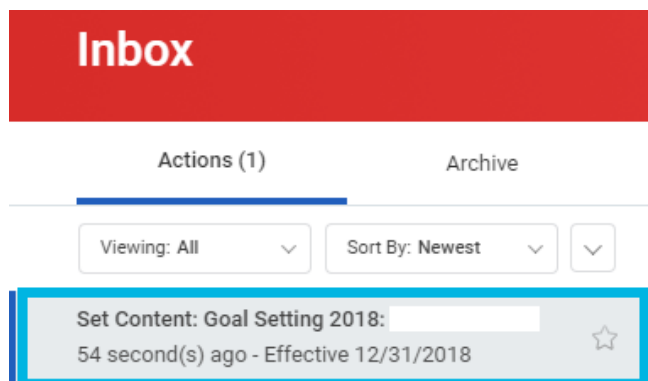 Inbox
Actions (1) Archive
Viewing: All Sort By: Newest
Set Content: Goal Setting 2018:
54 second(s) ago - Effective 12/31/2018